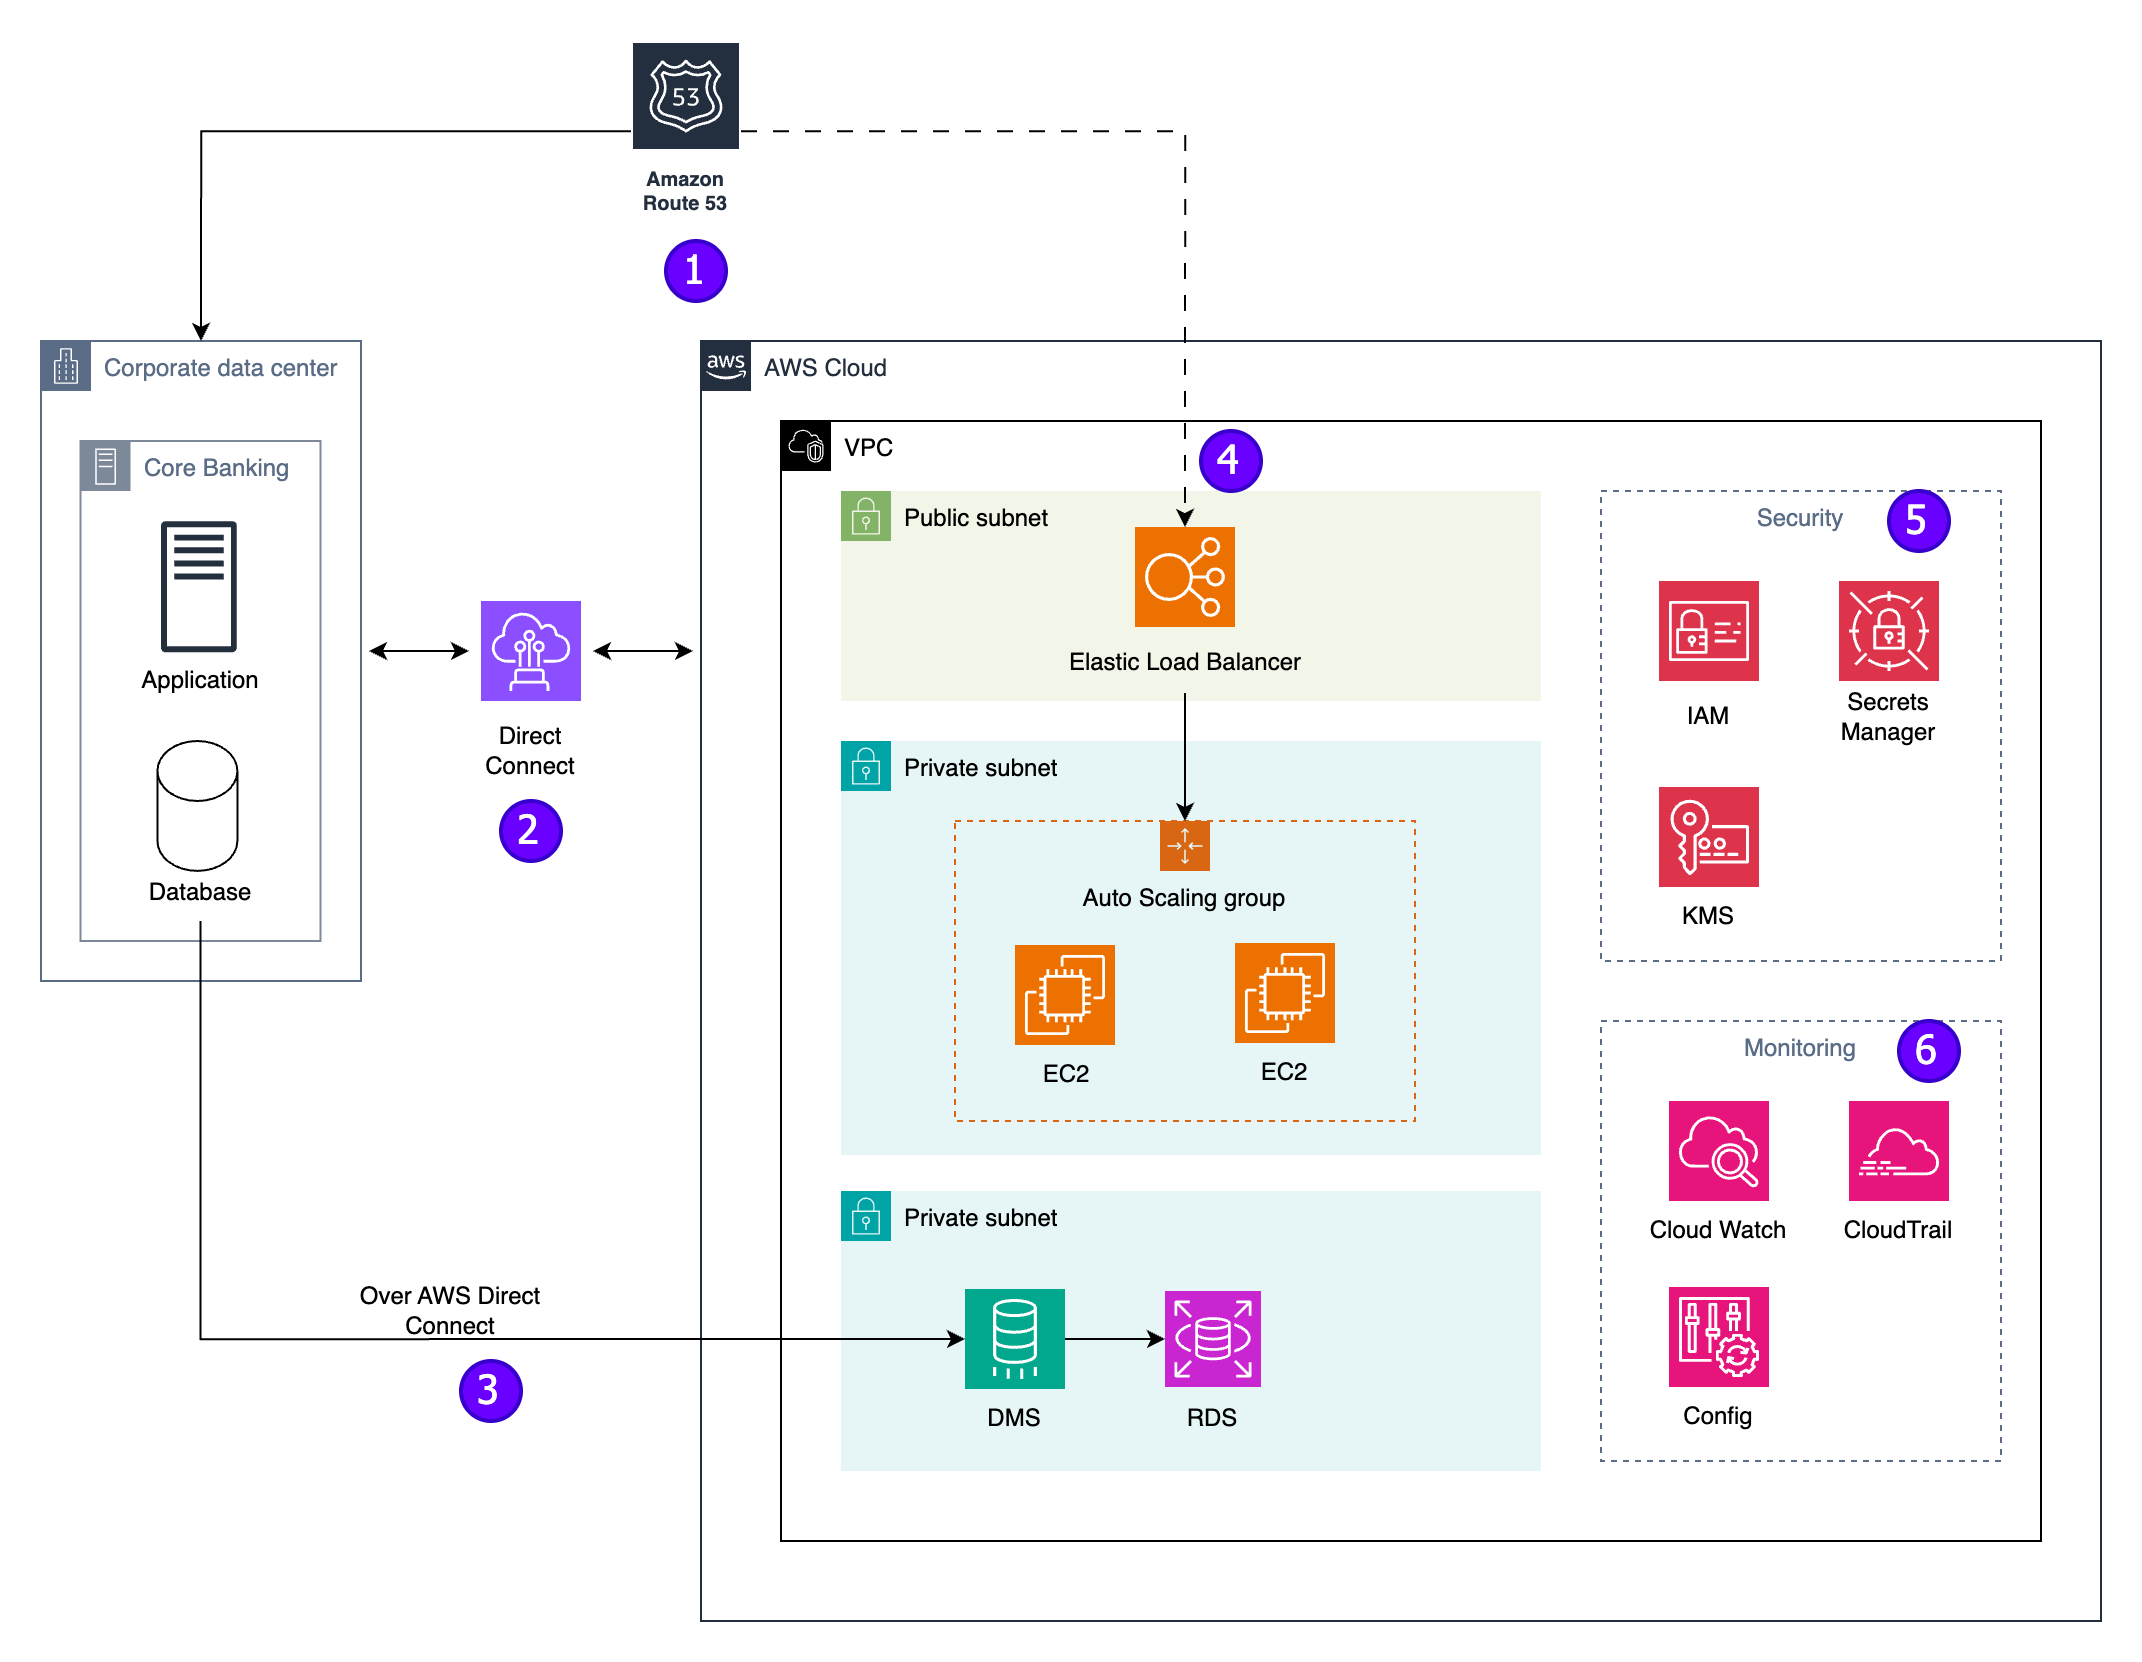 53
Amazon
Route 53
1
Corporate data center
aws
AWS Cloud
Core Banking
VPC
4
Public subnet
Security
5
Application
Elastic Load Balancer
IAM
Secrets
Manager
Direct
Connect
2
Private subnet
Database
Auto Scaling group
KMS
EC2
EC2
Monitoring
6
Private subnet
Cloud Watch
CloudTrail
Over AWS Direct
Connect
3
DMS
RDS
Config